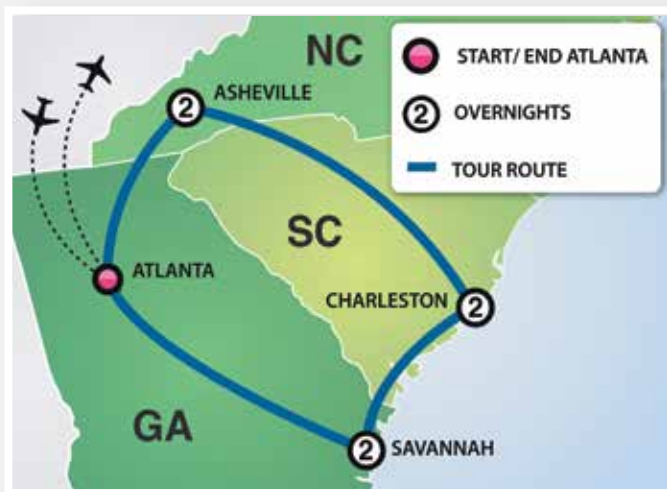 NC
START/ END ATLANTA
ASHEVILLE
2
2
OVERNIGHTS
TOUR ROUTE
SC
ATLANTA
CHARLESTON
2
GA
2
SAVANNAH